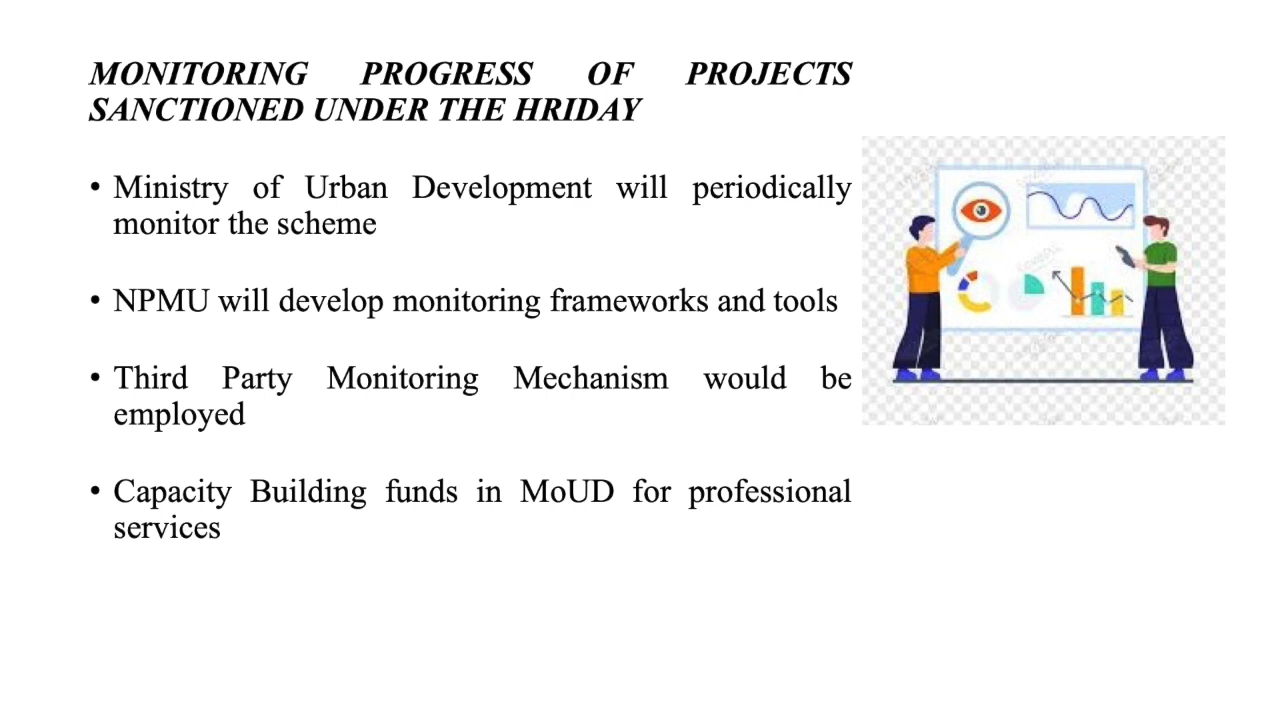 MONITORING PROGRESS OF PROJECTS
SANCTIONED UNDER THE HRIDAY
• Ministry of Urban Development will periodically
monitor the scheme
• NPMU will develop monitoring frameworks and tools
• Third Party Monitoring Mechanism would be
employed
• Capacity Building funds in MoUD for professional
services